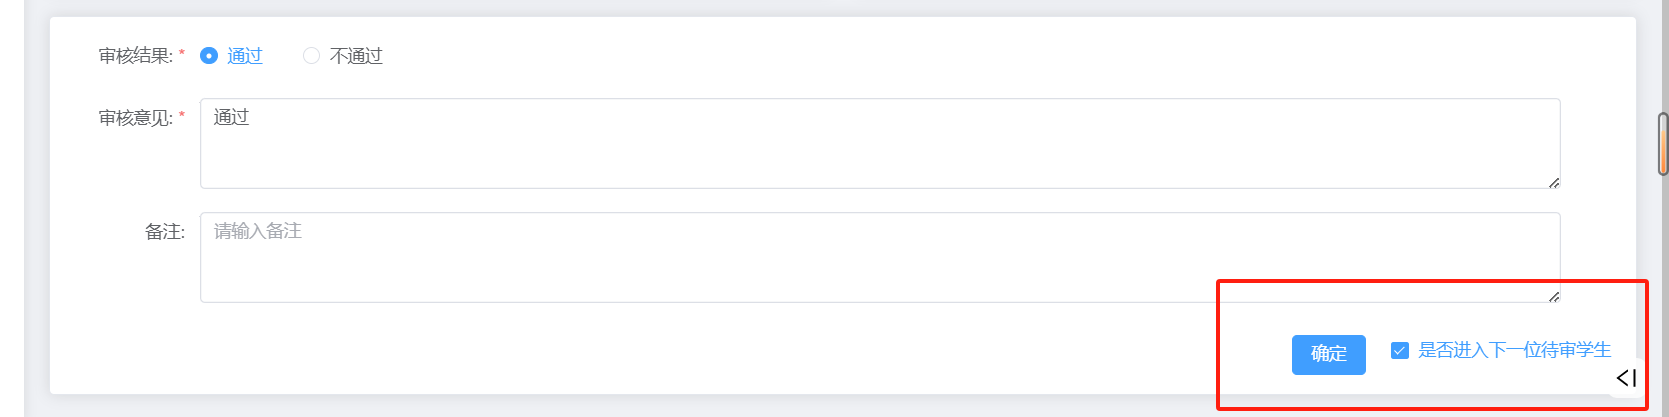 审核结果: * 通过 不通过
审核意见: * 通过
备注: 请输入备注
确定 是否进入下一位待审学生